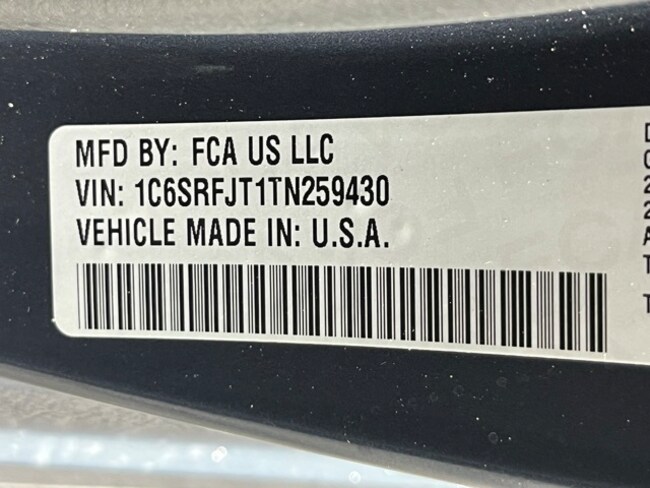 MFD BY: FCA US LLC
VIN: 1C6SRFJT1TN259430
VEHICLE MADE IN: U.S.A.